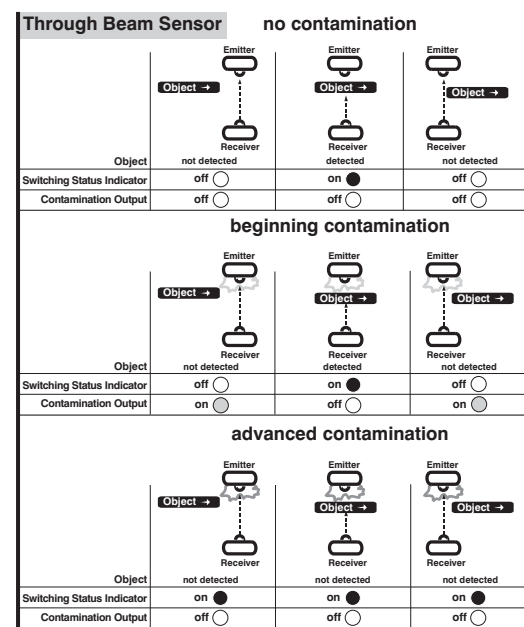 Through Beam Sensor no contamination
Emitter Emitter Emitter
Object → Object → Object →
Receiver Receiver Receiver
Object not detected detected not detected
Switching Status Indicator off on off
Contamination Output off off off
beginning contamination
Emitter Emitter Emitter
Object → Object → Object →
Receiver Receiver Receiver
Object not detected detected not detected
Switching Status Indicator off on off
Contamination Output on off on
advanced contamination
Emitter Emitter Emitter
Object → Object → Object →
Receiver Receiver Receiver
Object not detected not detected not detected
Switching Status Indicator on on on
Contamination Output off off off